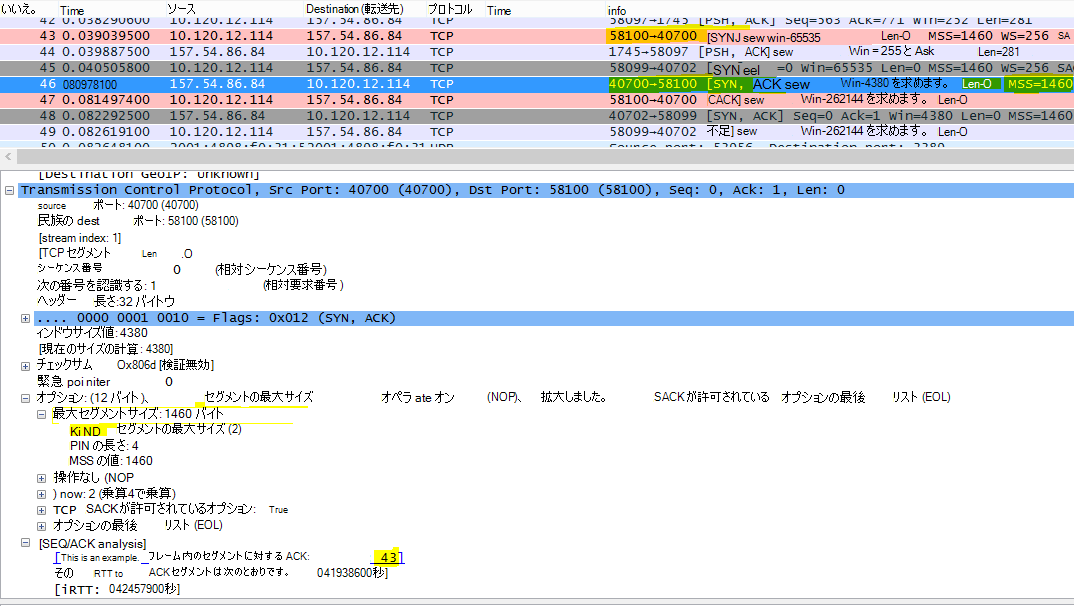 いいえ。 Time ソース Destination (転送先) プロトコル Time info
42 0.038290600 10.120.12.114 157.54.86.84 TCP 58097→1745 [PSH, ACK] Seq=563 Ack=771 Win=252 Len=281
43 0.039039500 10.120.12.114 157.54.86.84 TCP 58100→40700 [SYNJ sew win-65535 Len-O MSS=1460 WS=256 SA
44 0.039887500 157.54.86.84 10.120.12.114 TCP 1745→58097 [PSH, ACK] sew Win = 255と Ask Len=281
45 0.040505800 10.120.12.114 157.54.86.84 TCP 58099→40702 [SYN eel =0 Win=65535 Len=0 MSS=1460 WS=256 SAC
46 080978100 157.54.86.84 10.120.12.114 TCP 40700→58100 [SYN, ACK sew Win-4380 を求めます。 Len-O MSS=1460
47 0.081497400 10.120.12.114 157.54.86.84 TCP 58100→40700 CACK] sew Win-262144 を求めます。 Len-O
48 0.082292500 157.54.86.84 10.120.12.114 TCP 40702→58099 [SYN, ACK] Seq=0 Ack=1 Win=4380 Len=0 MSS=1460
49 0.082619100 10.120.12.114 157.54.86.84 TCP 58099→40702 不足] sew Win-262144 を求めます。 Len-O
[Destination GeoIP: Unknown]
Transmission Control Protocol, Src Port: 40700 (40700), Dst Port: 58100 (58100), Seq: 0, Ack: 1, Len: 0
source ポート: 40700 (40700)
民族の dest ポート: 58100 (58100)
[stream index: 1]
[TCP セグメント Len .O
シーケンス番号 0 (相対シーケンス番号)
次の番号を認識する: 1 (相対要求番号 )
ヘッダー 長さ:32 バイトウ
.... 0000 0001 0010 = Flags: 0x012 (SYN, ACK)
ィンドウサイズ値: 4380
[現在のサイズの計算 : 4380]
チェックサム Ox806d [検証無効]
緊急 poi niter 0
オプション: (12 バイト )、 セグメントの最大サイズ オペラ ate オン (NOP)、 拡大しました。 SACKが許可されている オプションの最後 リスト (EOL)
最大セグメントサイズ: 1460 バイト
Ki ND セグメントの最大サイズ (2)
PIN の長さ: 4
MSS の値: 1460
操作なし (NOP
) now: 2 (乗算4で乗算)
TCP SACKが許可されているオプション: True
オプションの最後 リスト (EOL)
[SEQ/ACK analysis]
[This is an example. フレーム内のセグメントに対する ACK: 43]
その RTT to ACKセグメントは次のとおりです。 041938600秒]
[iRTT: 042457900秒]